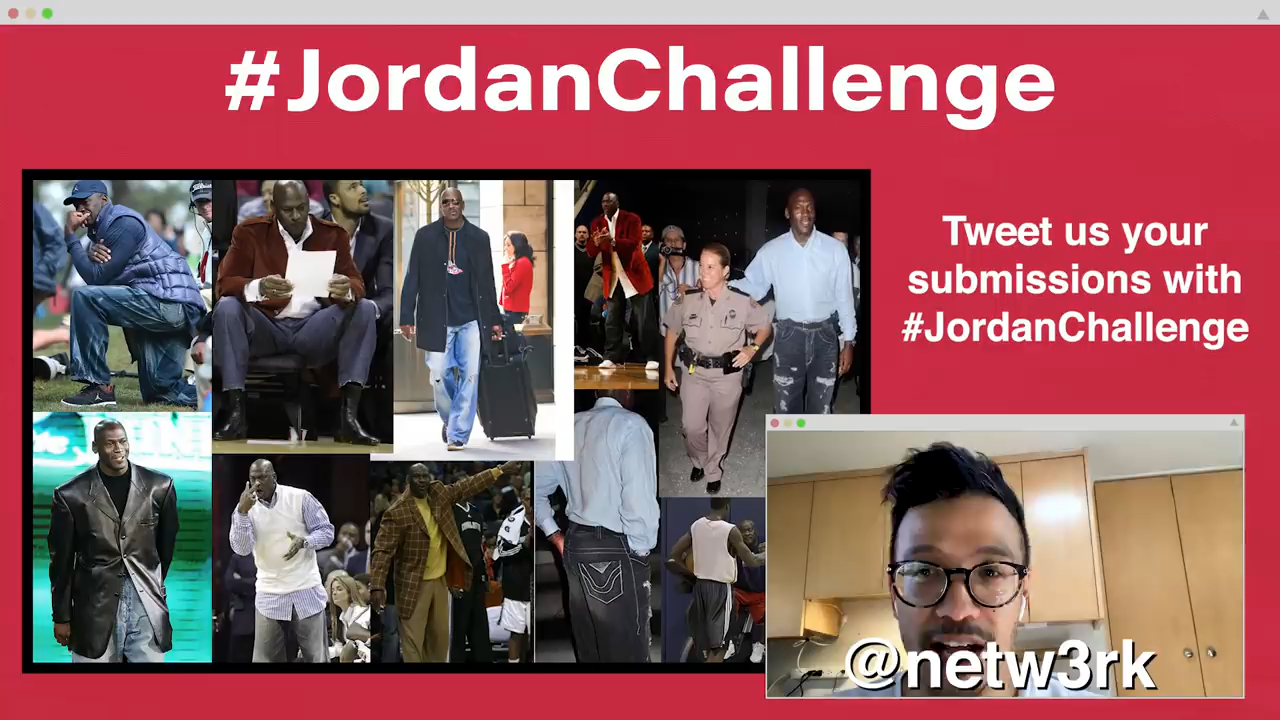 #JordanChallenge
Tweet us your
submissions with
#JordanChallenge
@netw3rk